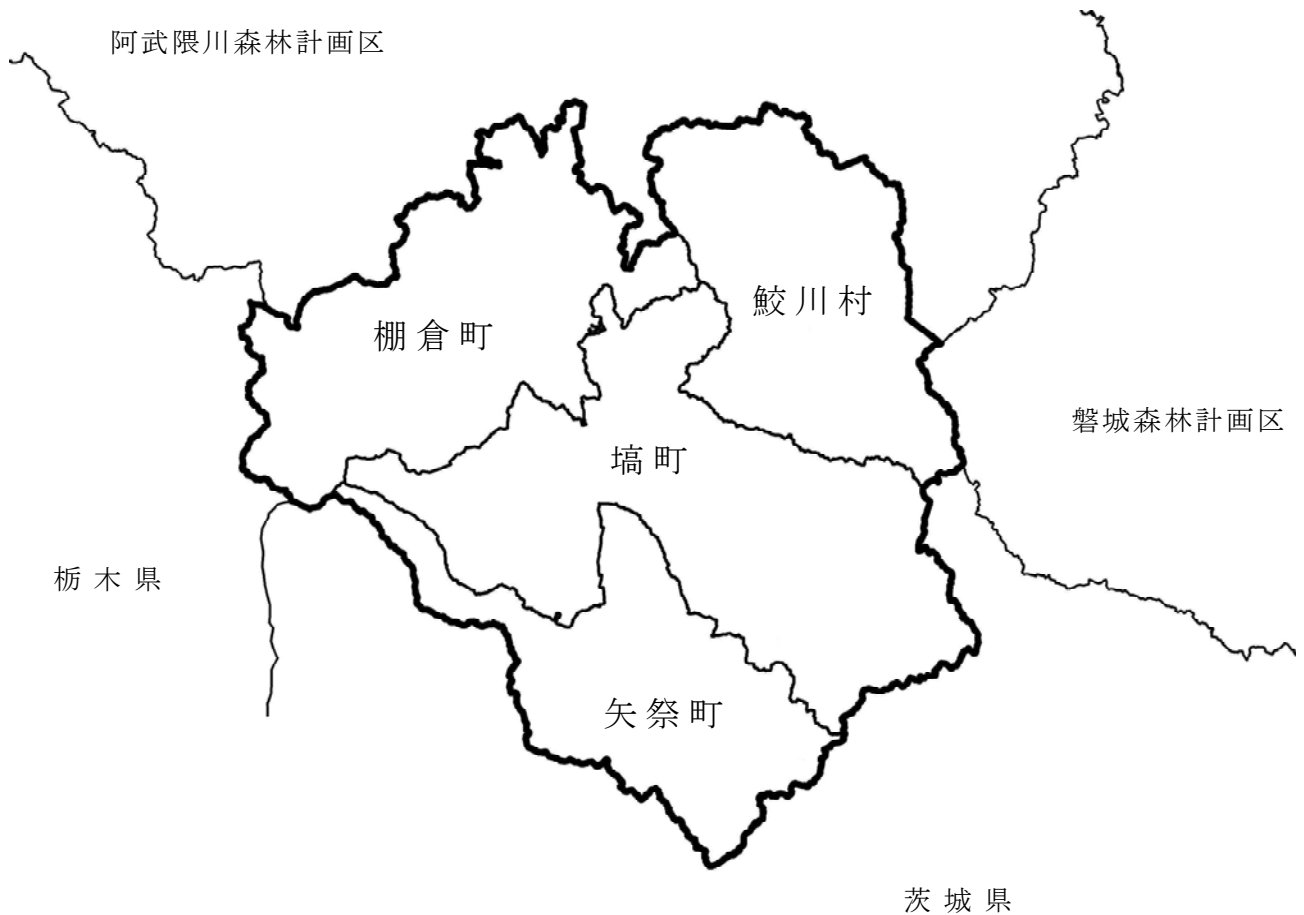 阿武隈川森林計画区
鮫川村
棚倉町
磐城森林計画区
塙町
栃木県
矢祭町
茨城県